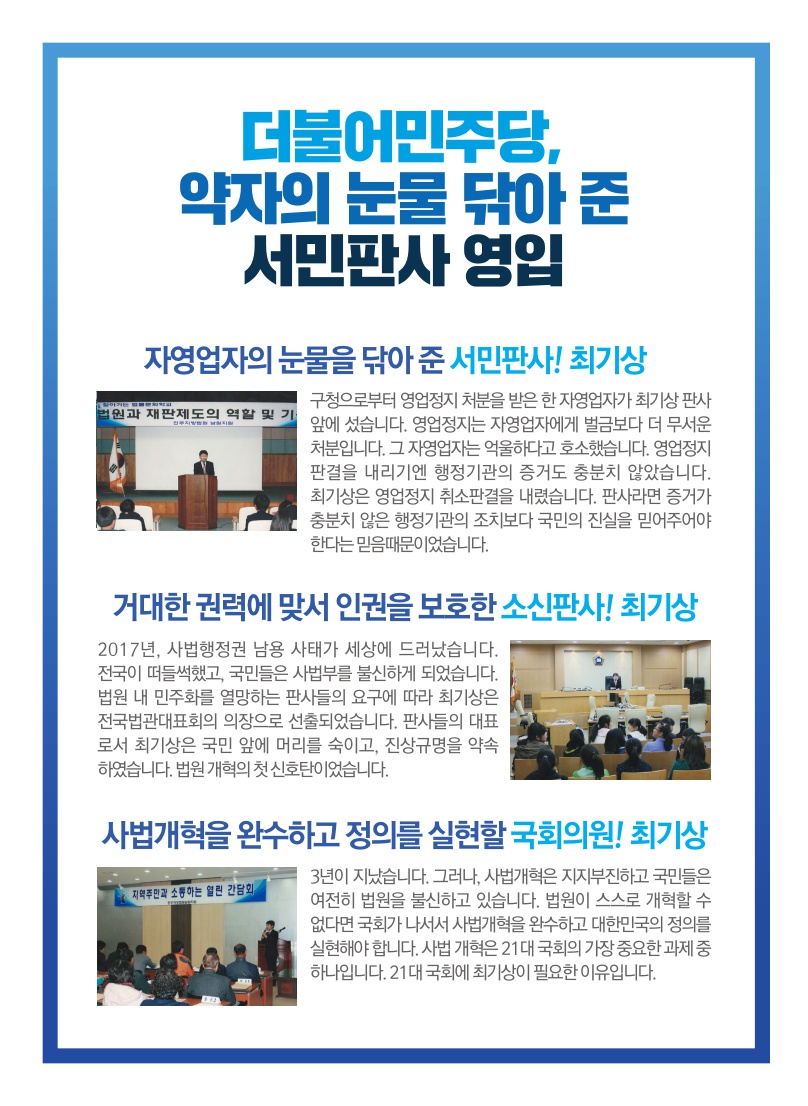 더불어민주당,
약자의 눈물 닦아 준
서민판사 영입
자영업자의 눈물을 닦아 준 서민판사! 최기상
찾아가는 법률문화학교
법원과 재판제도의 역할 및 기
전주지방법원 남원지원
구청으로부터 영업정지 처분을 받은 한 자영업자가 최기상 판사
앞에 섰습니다. 영업정지는 자영업자에게 벌금보다 더 무서운
처분입니다. 그 자영업자는 억울하다고 호소했습니다. 영업정지
판결을 내리기엔 행정기관의 증거도 충분치 않았습니다.
최기상은 영업정지 취소판결을 내렸습니다. 판사라면 증거가
충분치 않은 행정기관의 조치보다 국민의 진실을 믿어주어야
한다는 믿음때문이었습니다.
거대한 권력에 맞서 인권을 보호한 소신판사! 최기상
2017년, 사법행정권 남용 사태가 세상에 드러났습니다.
전국이 떠들썩했고, 국민들은 사법부를 불신하게 되었습니다.
법원 내 민주화를 열망하는 판사들의 요구에 따라 최기상은
전국법관대표회의 의장으로 선출되었습니다. 판사들의 대표
로서 최기상은 국민 앞에 머리를 숙이고, 진상규명을 약속
하였습니다. 법원 개혁의 첫 신호탄이었습니다.
사법개혁을 완수하고 정의를 실현할 국회의원! 최기상
지역주민과 소통하는 열린 간담회
3년이 지났습니다. 그러나, 사법개혁은 지지부진하고 국민들은
여전히 법원을 불신하고 있습니다. 법원이 스스로 개혁할 수
없다면 국회가 나서서 사법개혁을 완수하고 대한민국의 정의를
실현해야 합니다. 사법 개혁은 21대 국회의 가장 중요한 과제 중
하나입니다. 21대 국회에 최기상이 필요한 이유입니다.